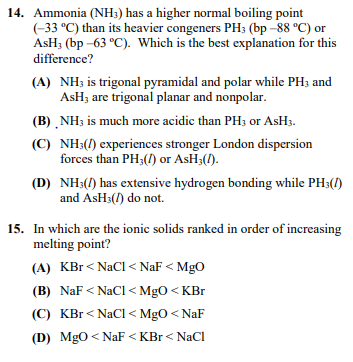 14. Ammonia (NH₃) has a higher normal boiling point
(–33 ºC) than its heavier congeners PH₃ (bp –88 ºC) or
AsH₃ (bp –63 ºC). Which is the best explanation for this
difference?
(A) NH₃ is trigonal pyramidal and polar while PH₃ and
AsH₃ are trigonal planar and nonpolar.
(B) NH₃ is much more acidic than PH₃ or AsH₃.
(C) NH₃(l) experiences stronger London dispersion
forces than PH₃(l) or AsH₃(l).
(D) NH₃(l) has extensive hydrogen bonding while PH₃(l)
and AsH₃(l) do not.
15. In which are the ionic solids ranked in order of increasing
melting point?
(A) KBr < NaCl < NaF < MgO
(B) NaF < NaCl < MgO < KBr
(C) KBr < NaCl < MgO < NaF
(D) MgO < NaF < KBr < NaCl